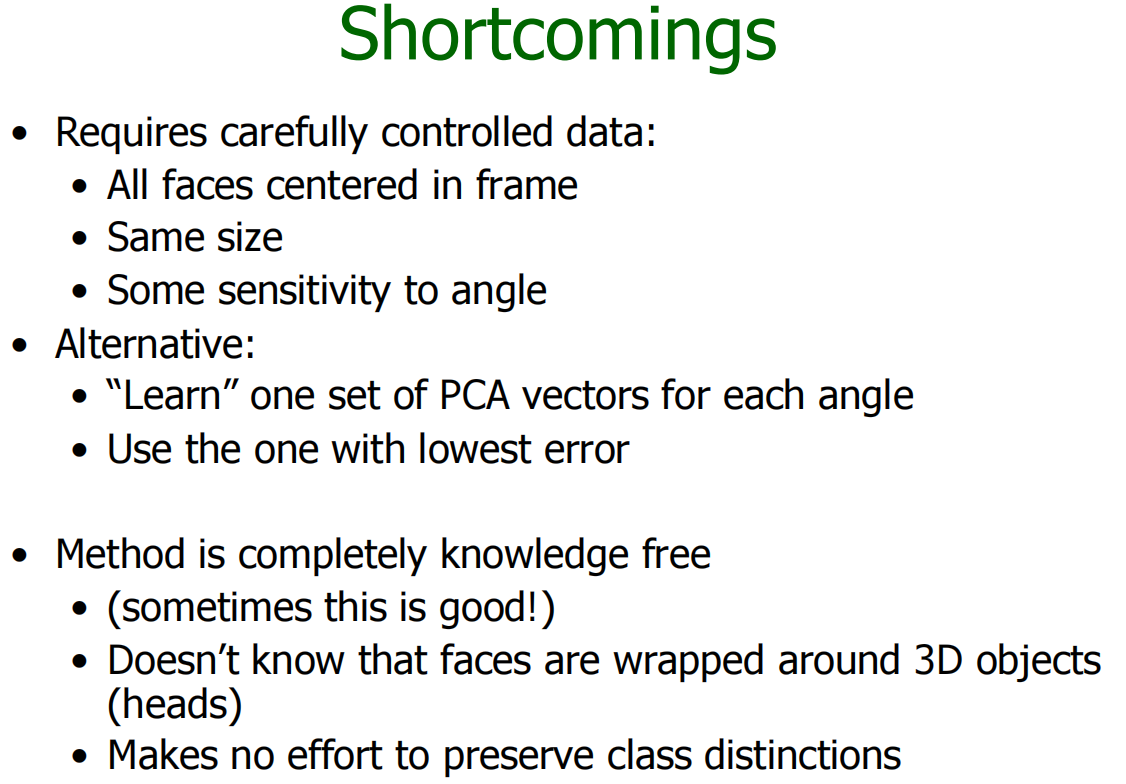 Shortcomings
• Requires carefully controlled data:
• All faces centered in frame
• Same size
• Some sensitivity to angle
• Alternative:
• “Learn” one set of PCA vectors for each angle
• Use the one with lowest error
• Method is completely knowledge free
• (sometimes this is good!)
• Doesn’t know that faces are wrapped around 3D objects
(heads)
• Makes no effort to preserve class distinctions